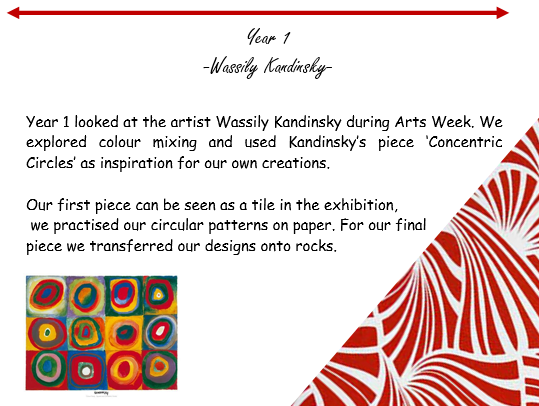 Year 1
-Wassily Kandinsky-
Year 1 looked at the artist Wassily Kandinsky during Arts Week. We
explored colour mixing and used Kandinsky's piece 'Concentric
Circles' as inspiration for our own creations.
Our first piece can be seen as a tile in the exhibition,
we practised our circular patterns on paper. For our final
piece we transferred our designs onto rocks.